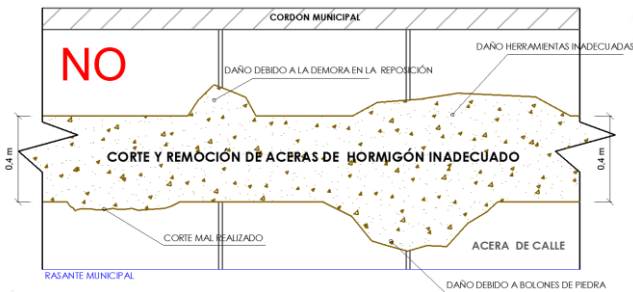 CORDÓN MUNICIPAL
NO
DAÑO HERRAMIENTAS INADECUADAS
DAÑO DEBIDO A LA DEMORA EN LA REPOSICIÓN
0,4 m
CORTE Y REMOCIÓN DE ACERAS DE HORMIGÓN INADECUADO
0,4 m
CORTE MAL REALIZADO
ACERA DE CALLE
RASANTE MUNICIPAL
DAÑO DEBIDO A BOLONES DE PIEDRA